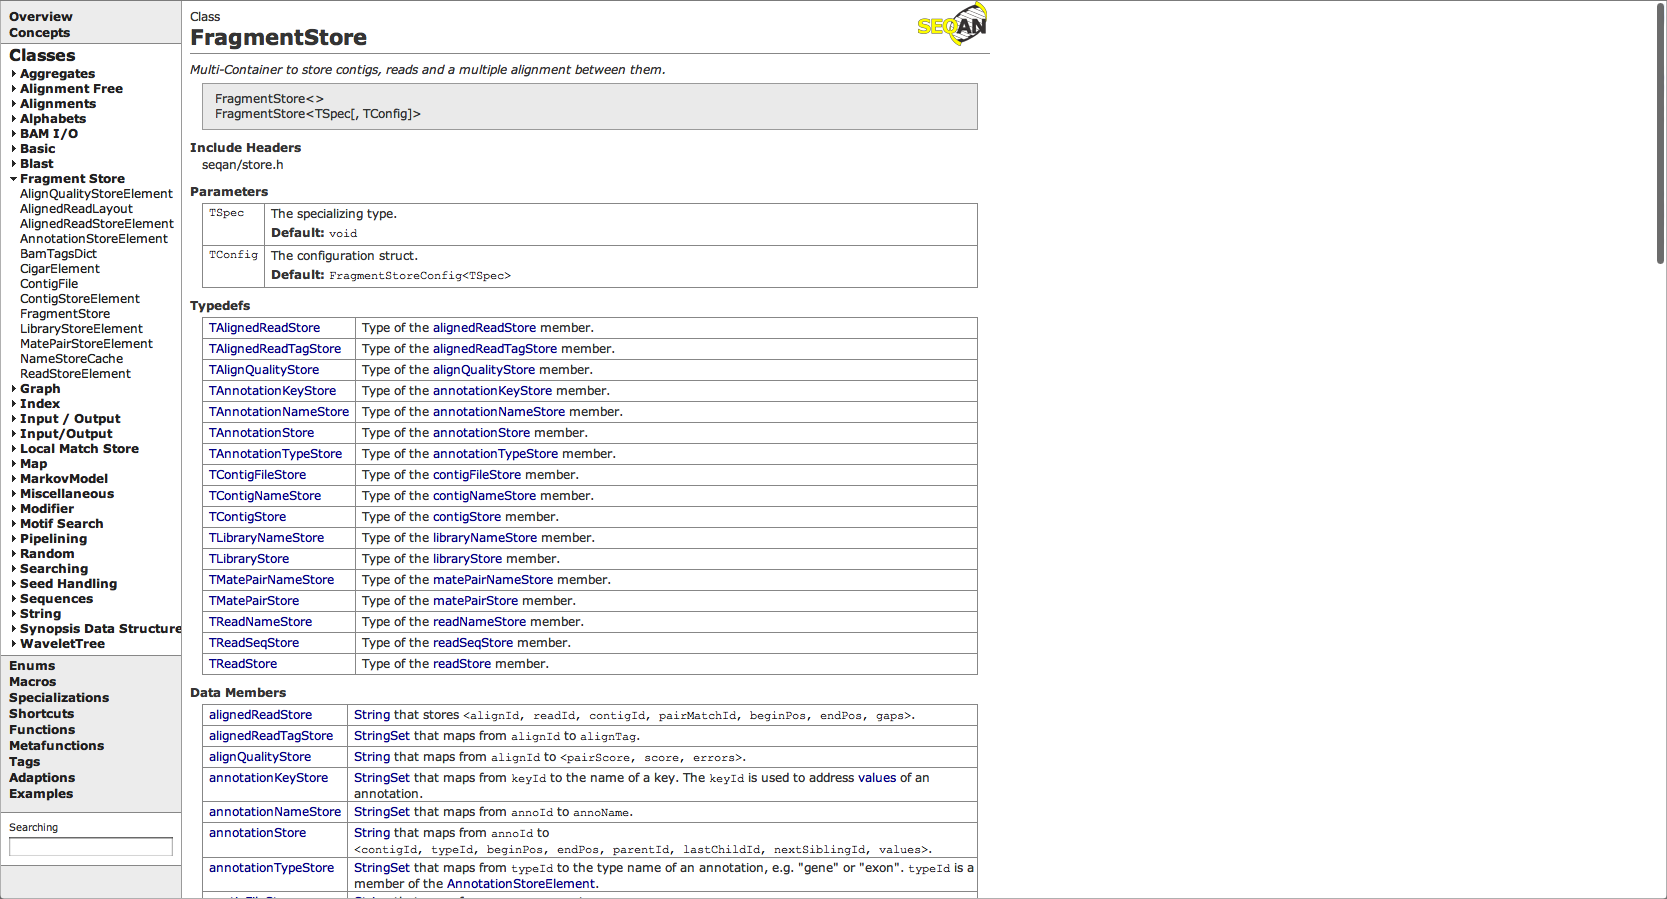 Overview
Concepts
Classes
Aggregates
Alignment Free
Alignments
Alphabets
BAM I/O
Basic
Blast
Fragment Store
AlignQualityStoreElement
AlignedReadLayout
AlignedReadStoreElement
AnnotationStoreElement
BamTagsDict
CigarElement
ContigFile
ContigStoreElement
FragmentStore
LibraryStoreElement
MatePairStoreElement
NameStoreCache
ReadStoreElement
Graph
Index
Input / Output
Input/Output
Local Match Store
Map
MarkovModel
Miscellaneous
Modifier
Motif Search
Pipelining
Random
Searching
Seed Handling
Sequences
String
Synopsis Data Structure
WaveletTree
Enums
Macros
Specializations
Shortcuts
Functions
Metafunctions
Tags
Adaptions
Examples
Searching
Class
FragmentStore
SEQAN
Multi-Container to store contigs, reads and a multiple alignment between them.
FragmentStore<>
FragmentStore<TSpec[, TConfig]>
Include Headers
seqan/store.h
Parameters
TSpec The specializing type.
Default: void
TConfig The configuration struct.
Default: FragmentStoreConfig<TSpec>
Typedefs
TAlignedReadStore Type of the alignedReadStore member.
TAlignedReadTagStore Type of the alignedReadTagStore member.
TAlignQualityStore Type of the alignQualityStore member.
TAnnotationKeyStore Type of the annotationKeyStore member.
TAnnotationNameStore Type of the annotationNameStore member.
TAnnotationStore Type of the annotationStore member.
TAnnotationTypeStore Type of the annotationTypeStore member.
TContigFileStore Type of the contigFileStore member.
TContigNameStore Type of the contigNameStore member.
TContigStore Type of the contigStore member.
TLibraryNameStore Type of the libraryNameStore member.
TLibraryStore Type of the libraryStore member.
TMatePairNameStore Type of the matePairNameStore member.
TMatePairStore Type of the matePairStore member.
TReadNameStore Type of the readNameStore member.
TReadSeqStore Type of the readSeqStore member.
TReadStore Type of the readStore member.
Data Members
alignedReadStore String that stores <alignId, readId, contigId, pairMatchId, beginPos, endPos, gaps>.
alignedReadTagStore StringSet that maps from alignId to alignTag.
alignQualityStore String that maps from alignId to <pairScore, score, errors>.
annotationKeyStore StringSet that maps from keyId to the name of a key. The keyId is used to address values of an
annotation.
annotationNameStore StringSet that maps from annoId to annoName.
annotationStore String that maps from annoId to
<contigId, typeId, beginPos, endPos, parentId, lastChildId, nextSiblingId, values>.
annotationTypeStore StringSet that maps from typeId to the type name of an annotation, e.g. "gene" or "exon". typeId is a
member of the AnnotationStoreElement.